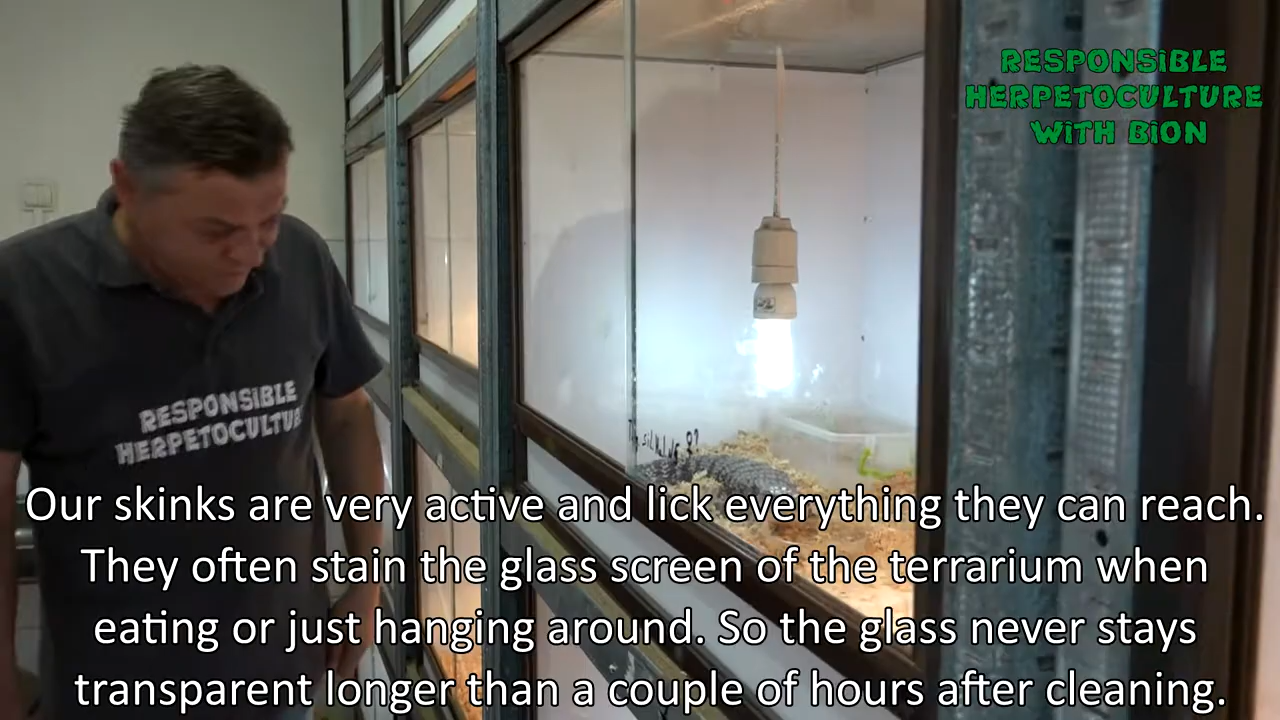 RESPONSIBLE
HERPETOCULTURE
WITH BION
RESPONSIBLE
HERPETOCULTU
Our skinks are very active and lick everything they can reach.
They often stain the glass screen of the terrarium when
eating or just hanging around. So the glass never stays
transparent longer than a couple of hours after cleaning.